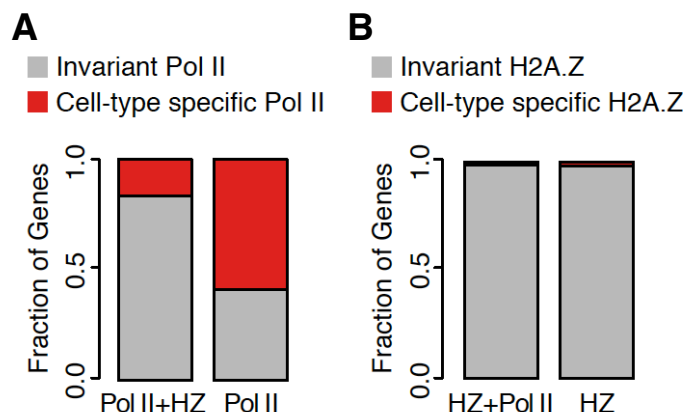 A
Invariant Pol II
Cell-type specific Pol II
Fraction of Genes
1.0
0.5
0.0
Pol II+HZ
Pol II
B
Invariant H2A.Z
Cell-type specific H2A.Z
Fraction of Genes
1.0
0.5
0.0
HZ+Pol II
HZ